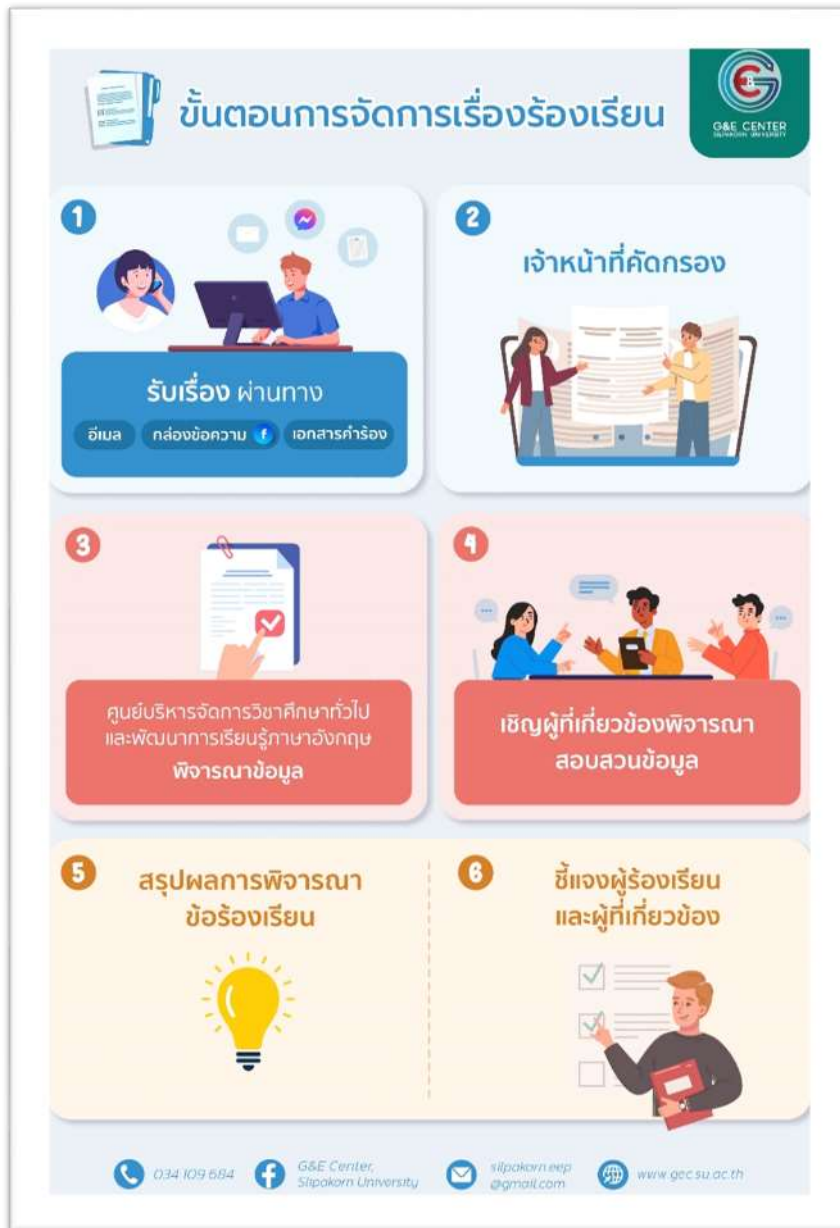 ขั้นตอนการจัดการเรื่องร้องเรียน
G&E CENTER
SILPAKORN UNIVERSITY
1
รับเรื่อง ผ่านทาง
อีเมล กล่องข้อความ f เอกสารคำร้อง
2
เจ้าหน้าที่คัดกรอง
3
ศูนย์บริหารจัดการวิชาศึกษาทั่วไป
และพัฒนาการเรียนรู้ภาษาอังกฤษ
พิจารณาข้อมูล
4
เชิญผู้ที่เกี่ยวข้องพิจารณา
สอบสวนข้อมูล
5
สรุปผลการพิจารณา
ข้อร้องเรียน
6
ชี้แจงผู้ร้องเรียน
และผู้ที่เกี่ยวข้อง
034 109 684
G&E Center,
Silpakorn University
silpakorn.eep
@gmail.com
www.gec.su.ac.th